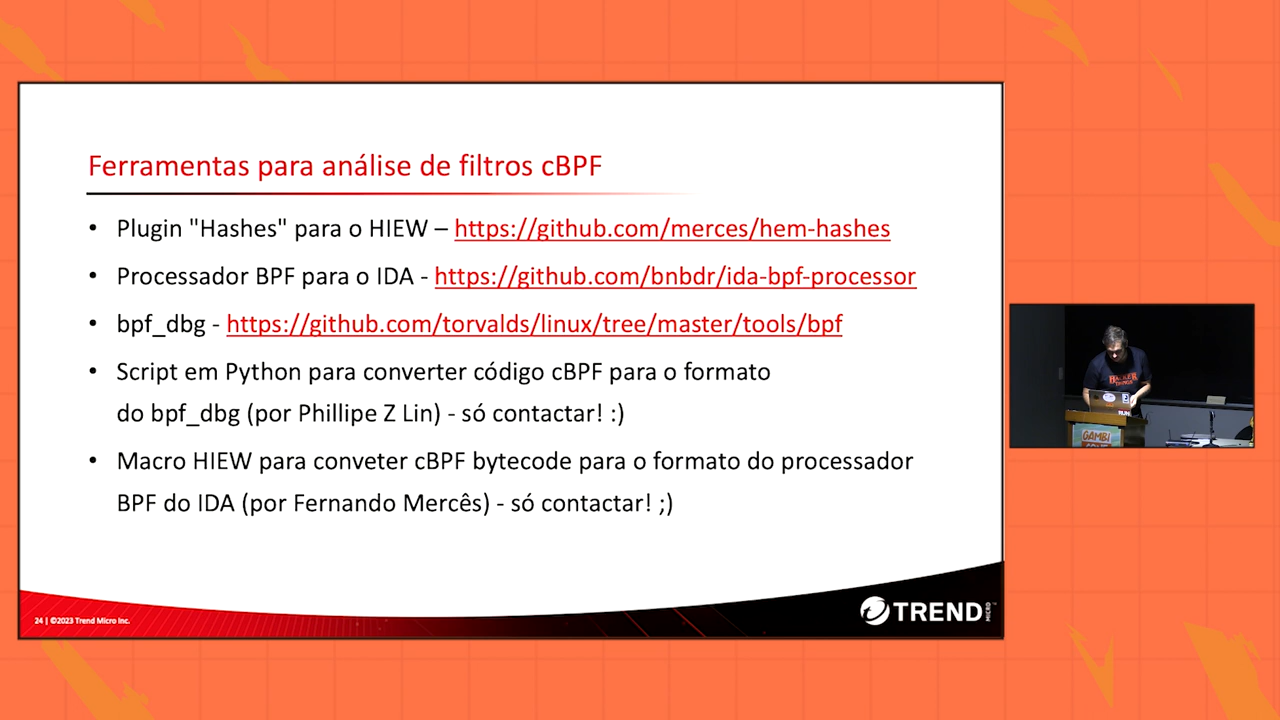 Ferramentas para análise de filtros cBPF
• Plugin "Hashes" para o HIEW – https://github.com/merces/hem-hashes
• Processador BPF para o IDA - https://github.com/bnbdr/ida-bpf-processor
• bpf_dbg - https://github.com/torvalds/linux/tree/master/tools/bpf
• Script em Python para converter código cBPF para o formato
do bpf_dbg (por Phillipe Z Lin) - só contactar! :)
• Macro HIEW para conveter cBPF bytecode para o formato do processador
BPF do IDA (por Fernando Mercês) - só contactar! ;)
24 | ©2023 Trend Micro Inc.
TREND MICRO
HACKER
GAMBI